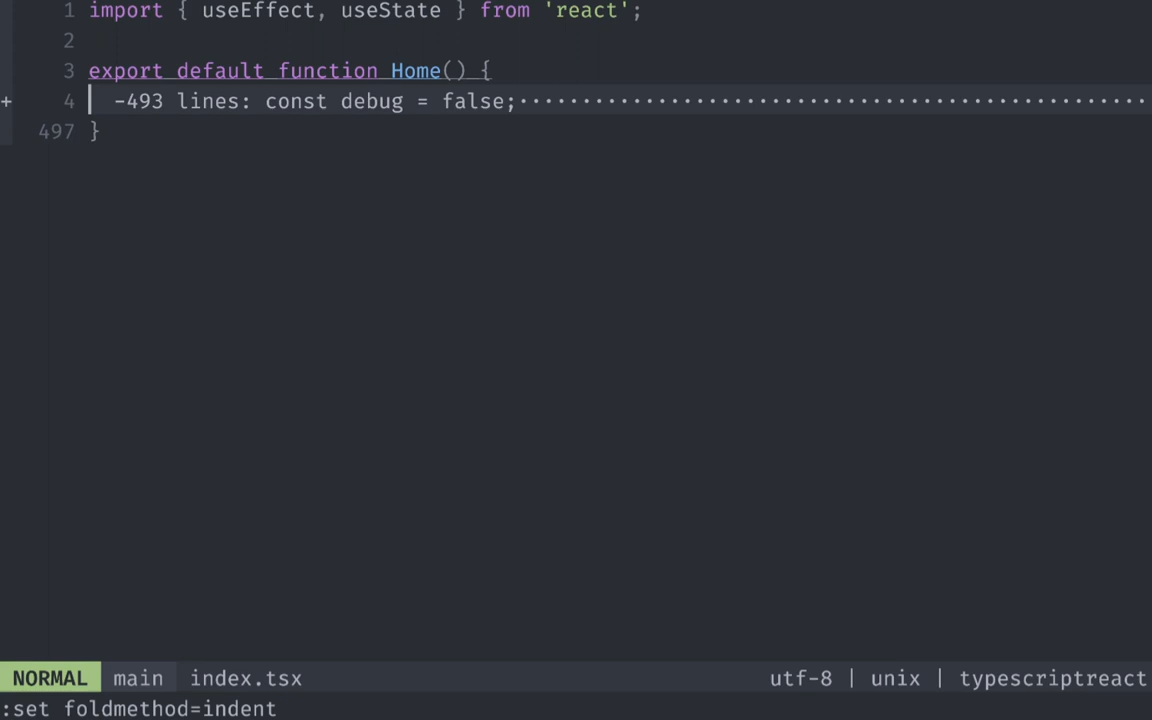 1 import { useEffect, useState } from 'react';
2
3 export default function Home() {
+ 4 -493 lines: const debug = false;··················································
497 }
NORMAL main index.tsx utf-8 | unix | typescriptreact
:set foldmethod=indent